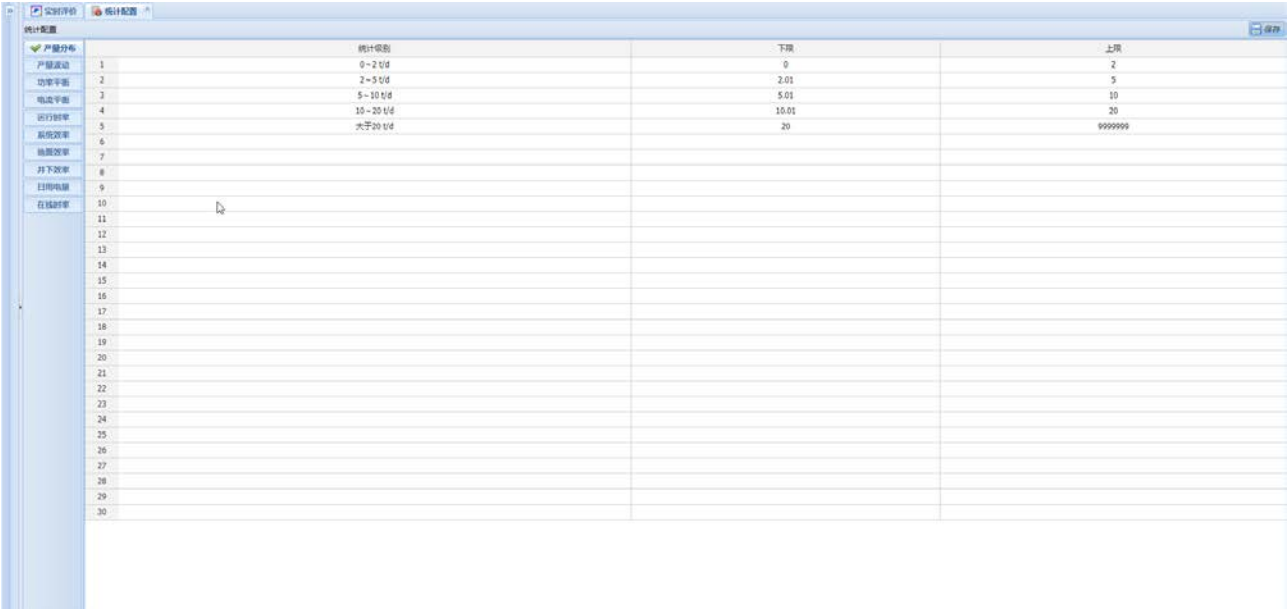 实时评价 统计配置
统计配置 保存
产量分布 统计级别 下限 上限
产量波动
功率平衡
电流平衡
运行时率
系统效率
地面效率
井下效率
日用电量
在线时率
1 0~2 t/d 0 2
2 2~5 t/d 2.01 5
3 5~10 t/d 5.01 10
4 10~20 t/d 10.01 20
5 大于20 t/d 20 9999999
6
7
8
9
10
11
12
13
14
15
16
17
18
19
20
21
22
23
24
25
26
27
28
29
30